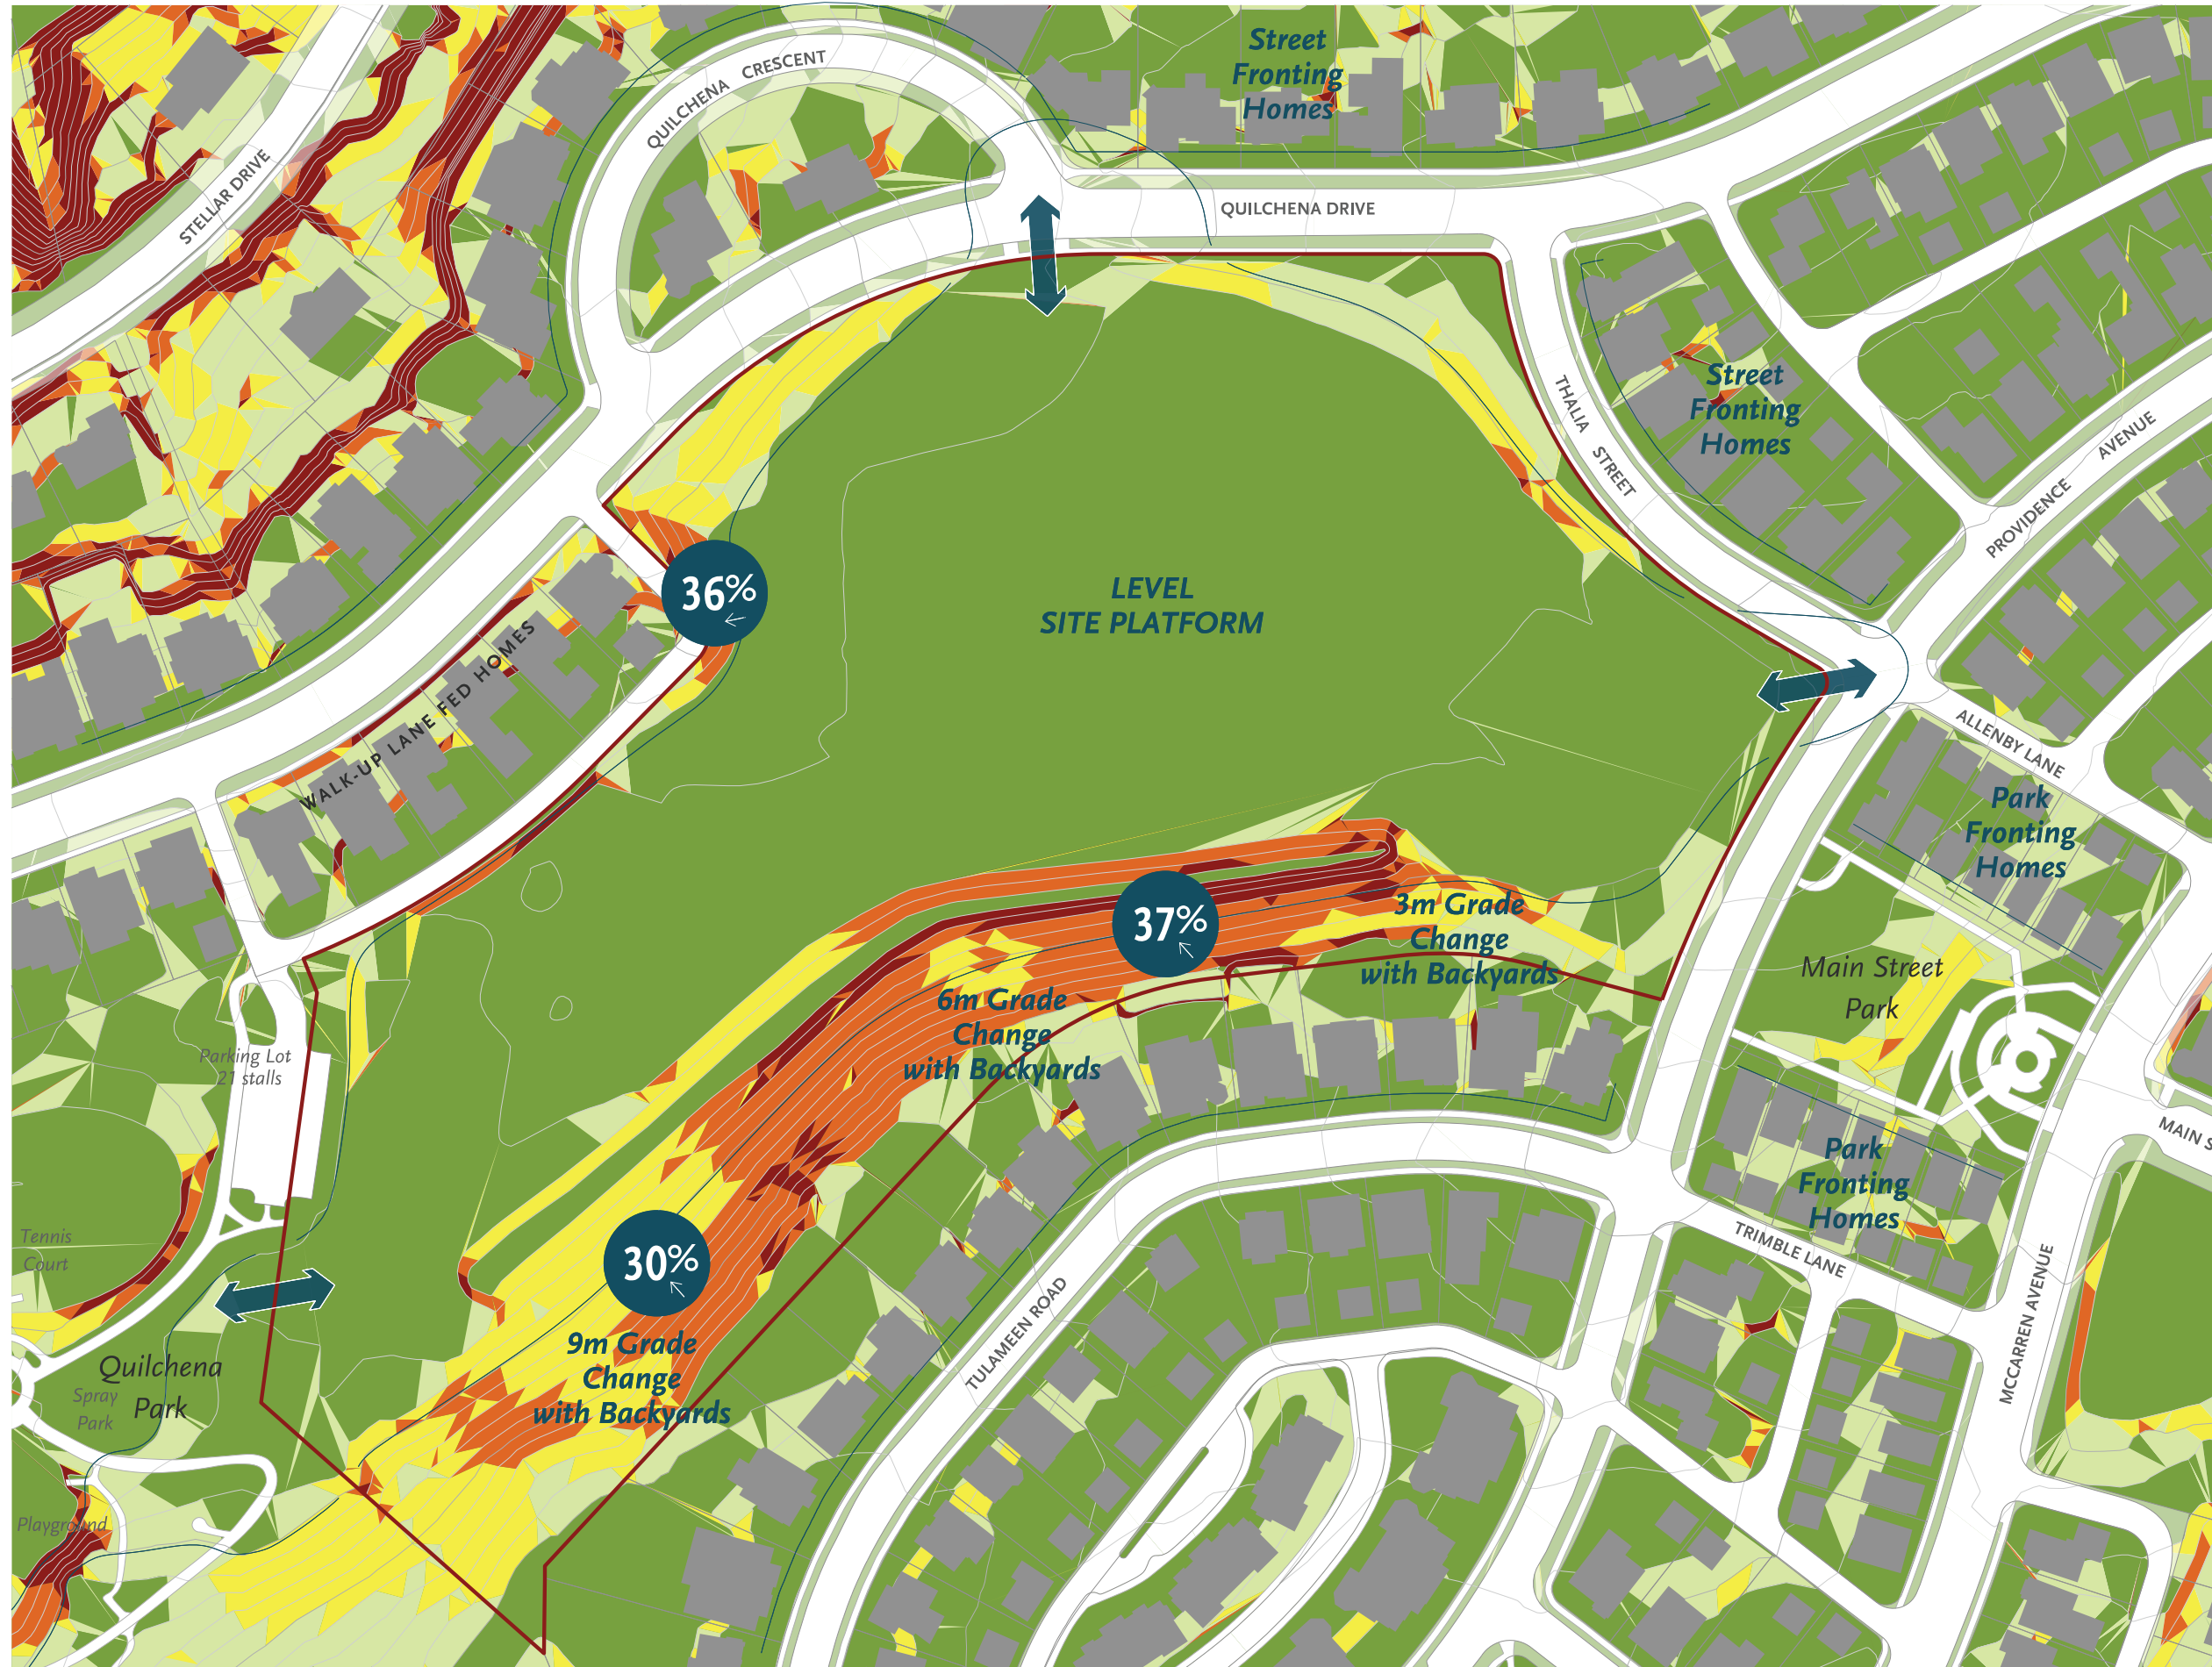 Street
Fronting
Homes
QUILCHENA CRESCENT
STELLAR DRIVE
QUILCHENA DRIVE
THALIA STREET
Street
Fronting
Homes
PROVIDENCE AVENUE
36%
LEVEL
SITE PLATFORM
WALK-UP LANE FED HOMES
ALLENBY LANE
Park
Fronting
Homes
37%
3m Grade
Change
with Backyards
Main Street
Park
6m Grade
Change
with Backyards
Parking Lot
21 stalls
MAIN S
Park
Fronting
Homes
TRIMBLE LANE
Tennis
Court
30%
9m Grade
Change
with Backyards
TULAMEEN ROAD
MCCARREN AVENUE
Quilchena
Park
Spray
Park
Playground